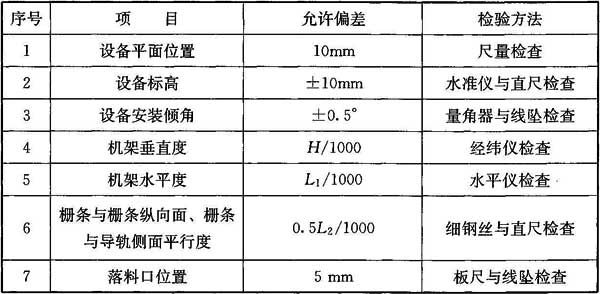 序号 项 目 允许偏差 检验方法
1 设备平面位置 10mm 尺量检查
2 设备标高 ±10mm 水准仪与直尺检查
3 设备安装倾角 ±0.5° 量角器与线坠检查
4 机架垂直度 H/1000 经纬仪检查
5 机架水平度 L₁/1000 水平仪检查
6 栅条与栅条纵向面、栅条
与导轨侧面平行度 0.5L₂/1000 细钢丝与直尺检查
7 落料口位置 5 mm 板尺与线坠检查